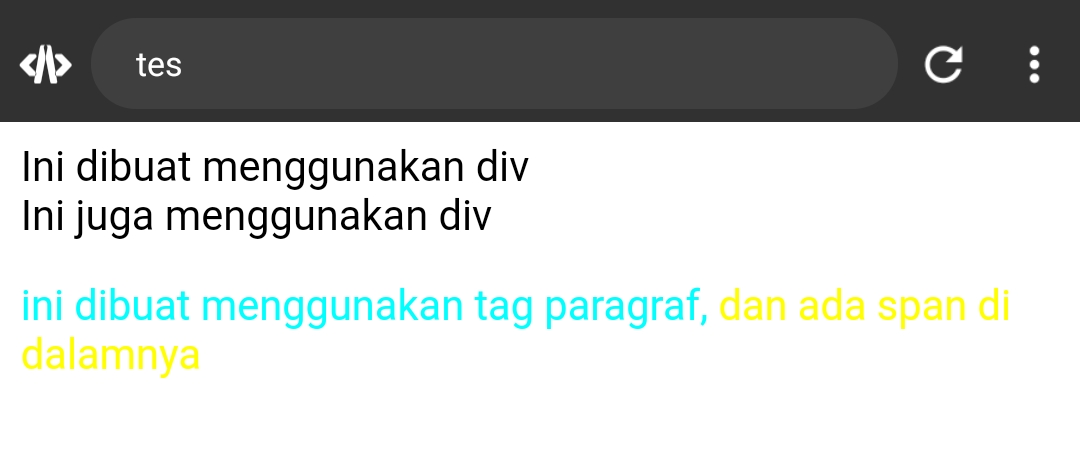 tes
Ini dibuat menggunakan div
Ini juga menggunakan div
ini dibuat menggunakan tag paragraf, dan ada span di
dalamnya